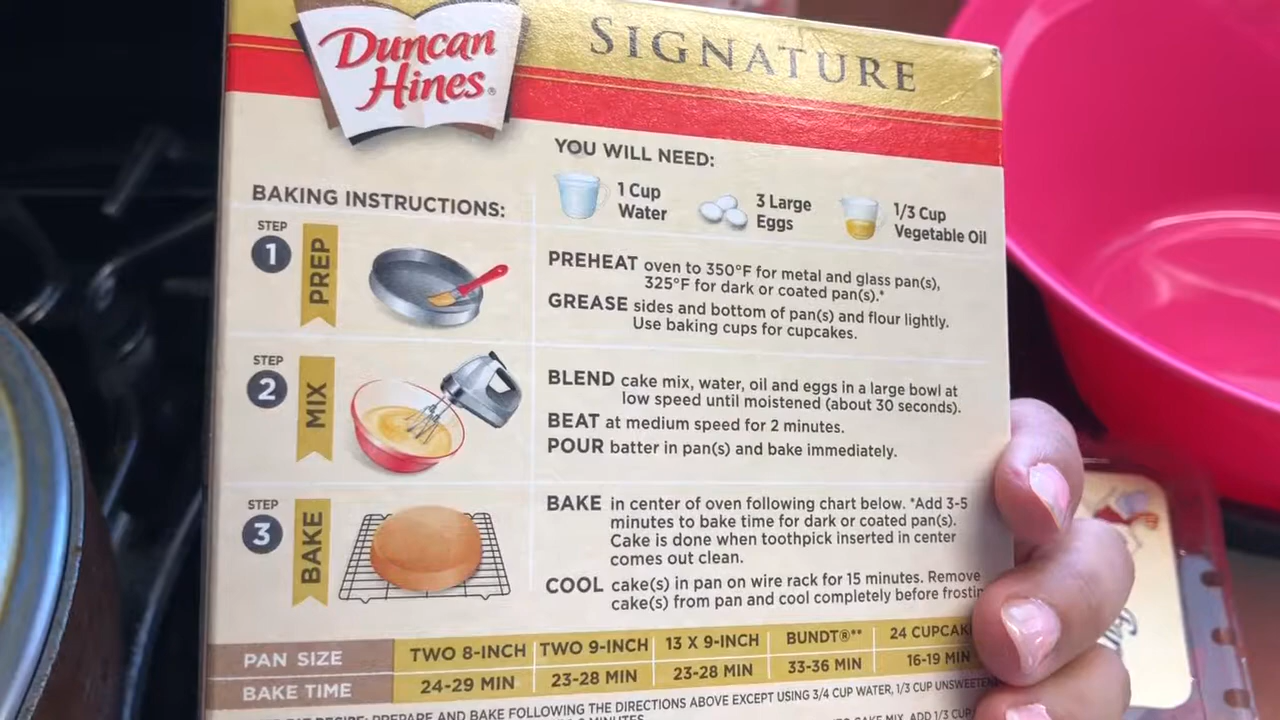 Duncan
Hines®
SIGNATURE
YOU WILL NEED:
1 Cup
Water
3 Large
Eggs
1/3 Cup
Vegetable Oil
BAKING INSTRUCTIONS:
STEP
1
PREP
PREHEAT oven to 350°F for metal and glass pan(s),
325°F for dark or coated pan(s).*
GREASE sides and bottom of pan(s) and flour lightly.
Use baking cups for cupcakes.
STEP
2
MIX
BLEND cake mix, water, oil and eggs in a large bowl at
low speed until moistened (about 30 seconds).
BEAT at medium speed for 2 minutes.
POUR batter in pan(s) and bake immediately.
STEP
3
BAKE
BAKE in center of oven following chart below. *Add 3-5
minutes to bake time for dark or coated pan(s).
Cake is done when toothpick inserted in center
comes out clean.
COOL cake(s) in pan on wire rack for 15 minutes. Remove
cake(s) from pan and cool completely before frostin
PAN SIZE TWO 8-INCH TWO 9-INCH 13 X 9-INCH BUNDT®** 24 CUPCAK
BAKE TIME 24-29 MIN 23-28 MIN 23-28 MIN 33-36 MIN 16-19 MIN
PREPARE AND BAKE FOLLOWING THE DIRECTIONS ABOVE EXCEPT USING 3/4 CUP WATER, 1/3 CUP UNSWEETEN
CAKE MIX, ADD 1/3 CUP